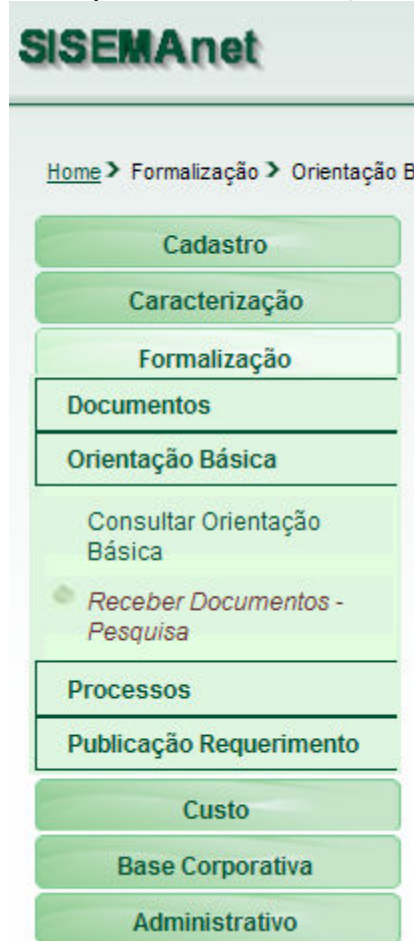 SISEMAnet
Home > Formalização > Orientação B
Cadastro
Caracterização
Formalização
Documentos
Orientação Básica
Consultar Orientação
Básica
Receber Documentos -
Pesquisa
Processos
Publicação Requerimento
Custo
Base Corporativa
Administrativo